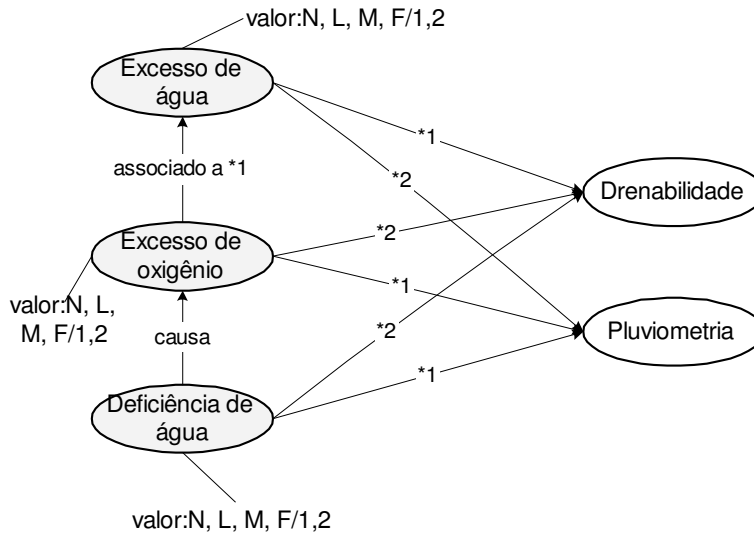 valor:N, L, M, F/1,2
Excesso de
água
*1
associado a *1
*2
Drenabilidade
Excesso de
oxigênio
*2
*1
valor:N, L,
M, F/1,2
causa
*2
Pluviometria
*1
Deficiência de
água
valor:N, L, M, F/1,2